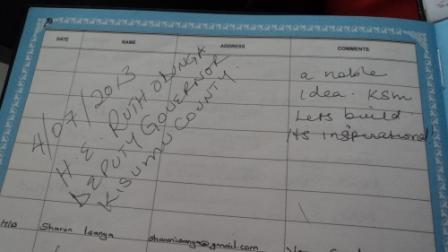 DATE NAME ADDRESS COMMENTS
4/07/2013
H.E. RUTH ODINGA
DEPUTY GOVERNOR
KISUMU COUNTY.
a noble
idea. KSM
Lets build
its inspirational
Sharon